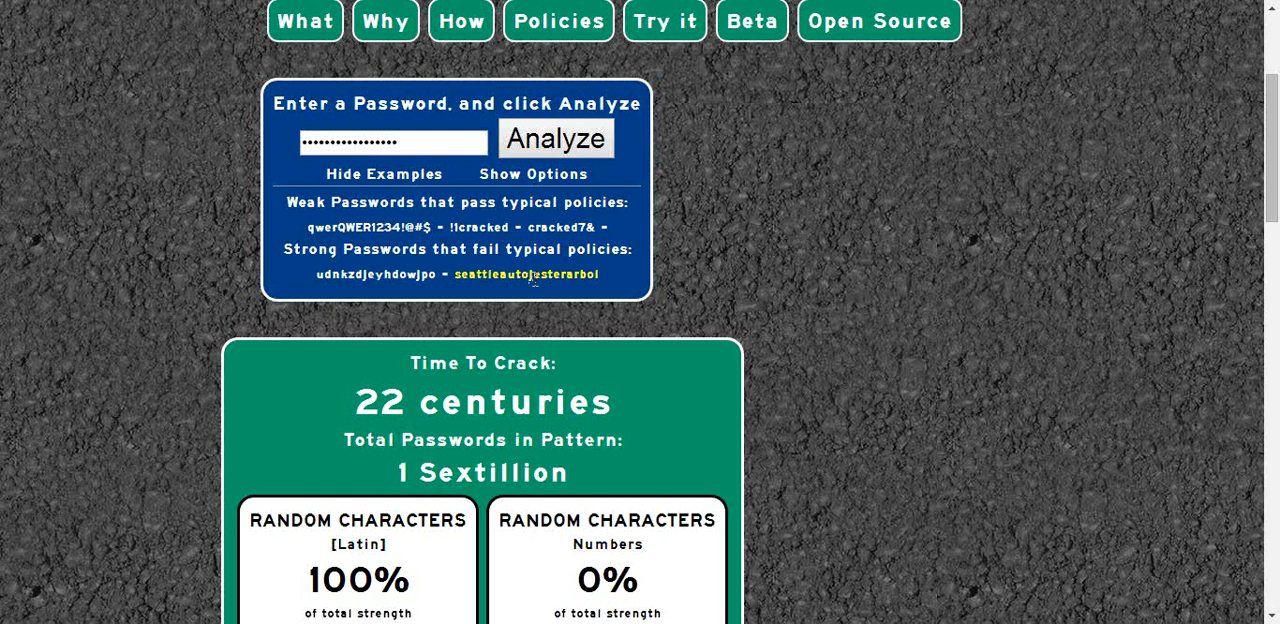 What Why How Policies Try it Beta Open Source
Enter a Password, and click Analyze
••••••••••••••••• Analyze
Hide Examples Show Options
Weak Passwords that pass typical policies:
qwerQWER1234!@#$ - !1cracked - cracked7& -
Strong Passwords that fail typical policies:
udnkzdjeyhdowjpo - seattleautojesterarbol
Time To Crack:
22 centuries
Total Passwords in Pattern:
1 Sextillion
RANDOM CHARACTERS RANDOM CHARACTERS
[Latin] Numbers
100% 0%
of total strength of total strength